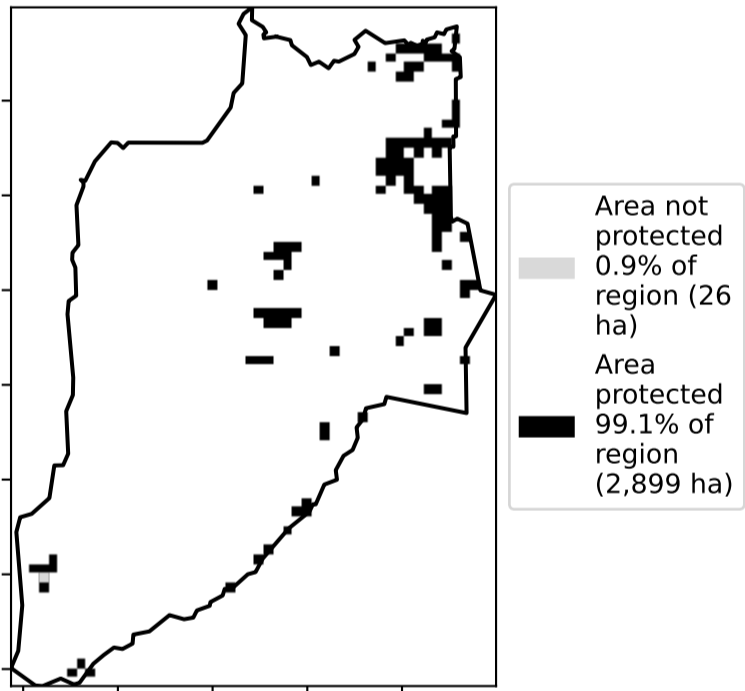 Area not
protected
0.9% of
region (26
ha)
Area
protected
99.1% of
region
(2,899 ha)